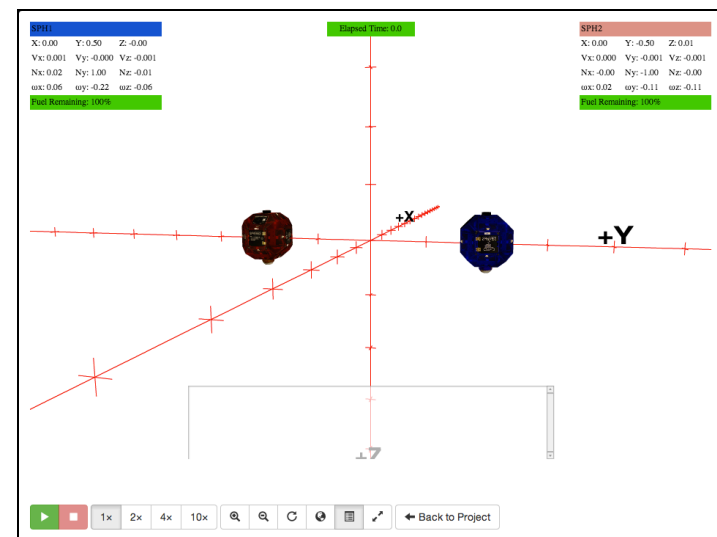 SPH1
X: 0.00 Y: 0.50 Z: -0.00
Vx: 0.001 Vy: -0.000 Vz: -0.001
Nx: 0.02 Ny: 1.00 Nz: -0.01
ωx: 0.06 ωy: -0.22 ωz: -0.06
Fuel Remaining: 100%
Elapsed Time: 0.0
SPH2
X: 0.00 Y: -0.50 Z: 0.01
Vx: 0.000 Vy: -0.001 Vz: -0.001
Nx: -0.00 Ny: -1.00 Nz: -0.00
ωx: 0.02 ωy: -0.11 ωz: -0.11
Fuel Remaining: 100%
+X
+Y
+Z
1x 2x 4x 10x Back to Project